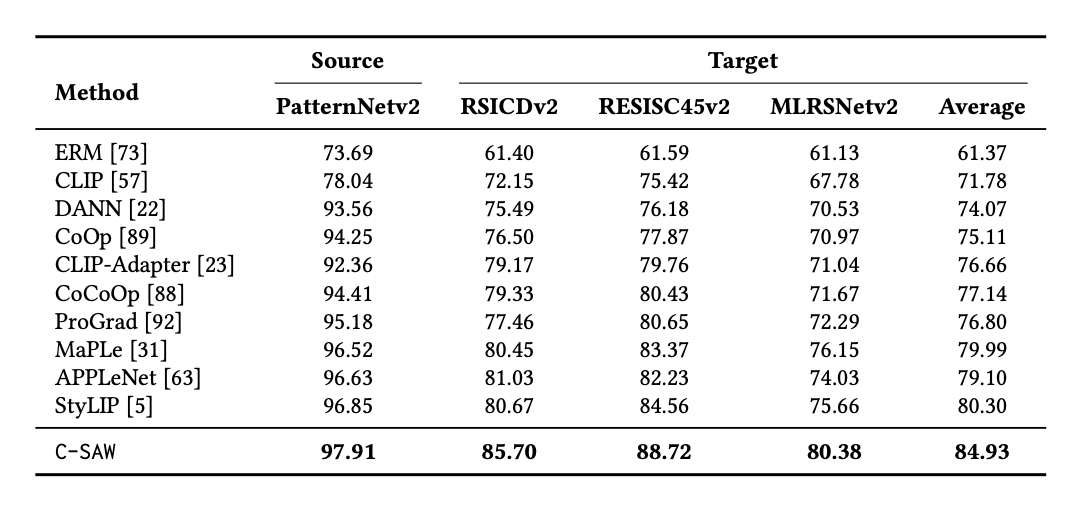 Source Target
Method
PatternNetv2 RSICDv2 RESISC45v2 MLRSNetv2 Average
ERM [73] 73.69 61.40 61.59 61.13 61.37
CLIP [57] 78.04 72.15 75.42 67.78 71.78
DANN [22] 93.56 75.49 76.18 70.53 74.07
CoOp [89] 94.25 76.50 77.87 70.97 75.11
CLIP-Adapter [23] 92.36 79.17 79.76 71.04 76.66
CoCoOp [88] 94.41 79.33 80.43 71.67 77.14
ProGrad [92] 95.18 77.46 80.65 72.29 76.80
MaPLe [31] 96.52 80.45 83.37 76.15 79.99
APPLeNet [63] 96.63 81.03 82.23 74.03 79.10
StyLIP [5] 96.85 80.67 84.56 75.66 80.30
C-SAW 97.91 85.70 88.72 80.38 84.93